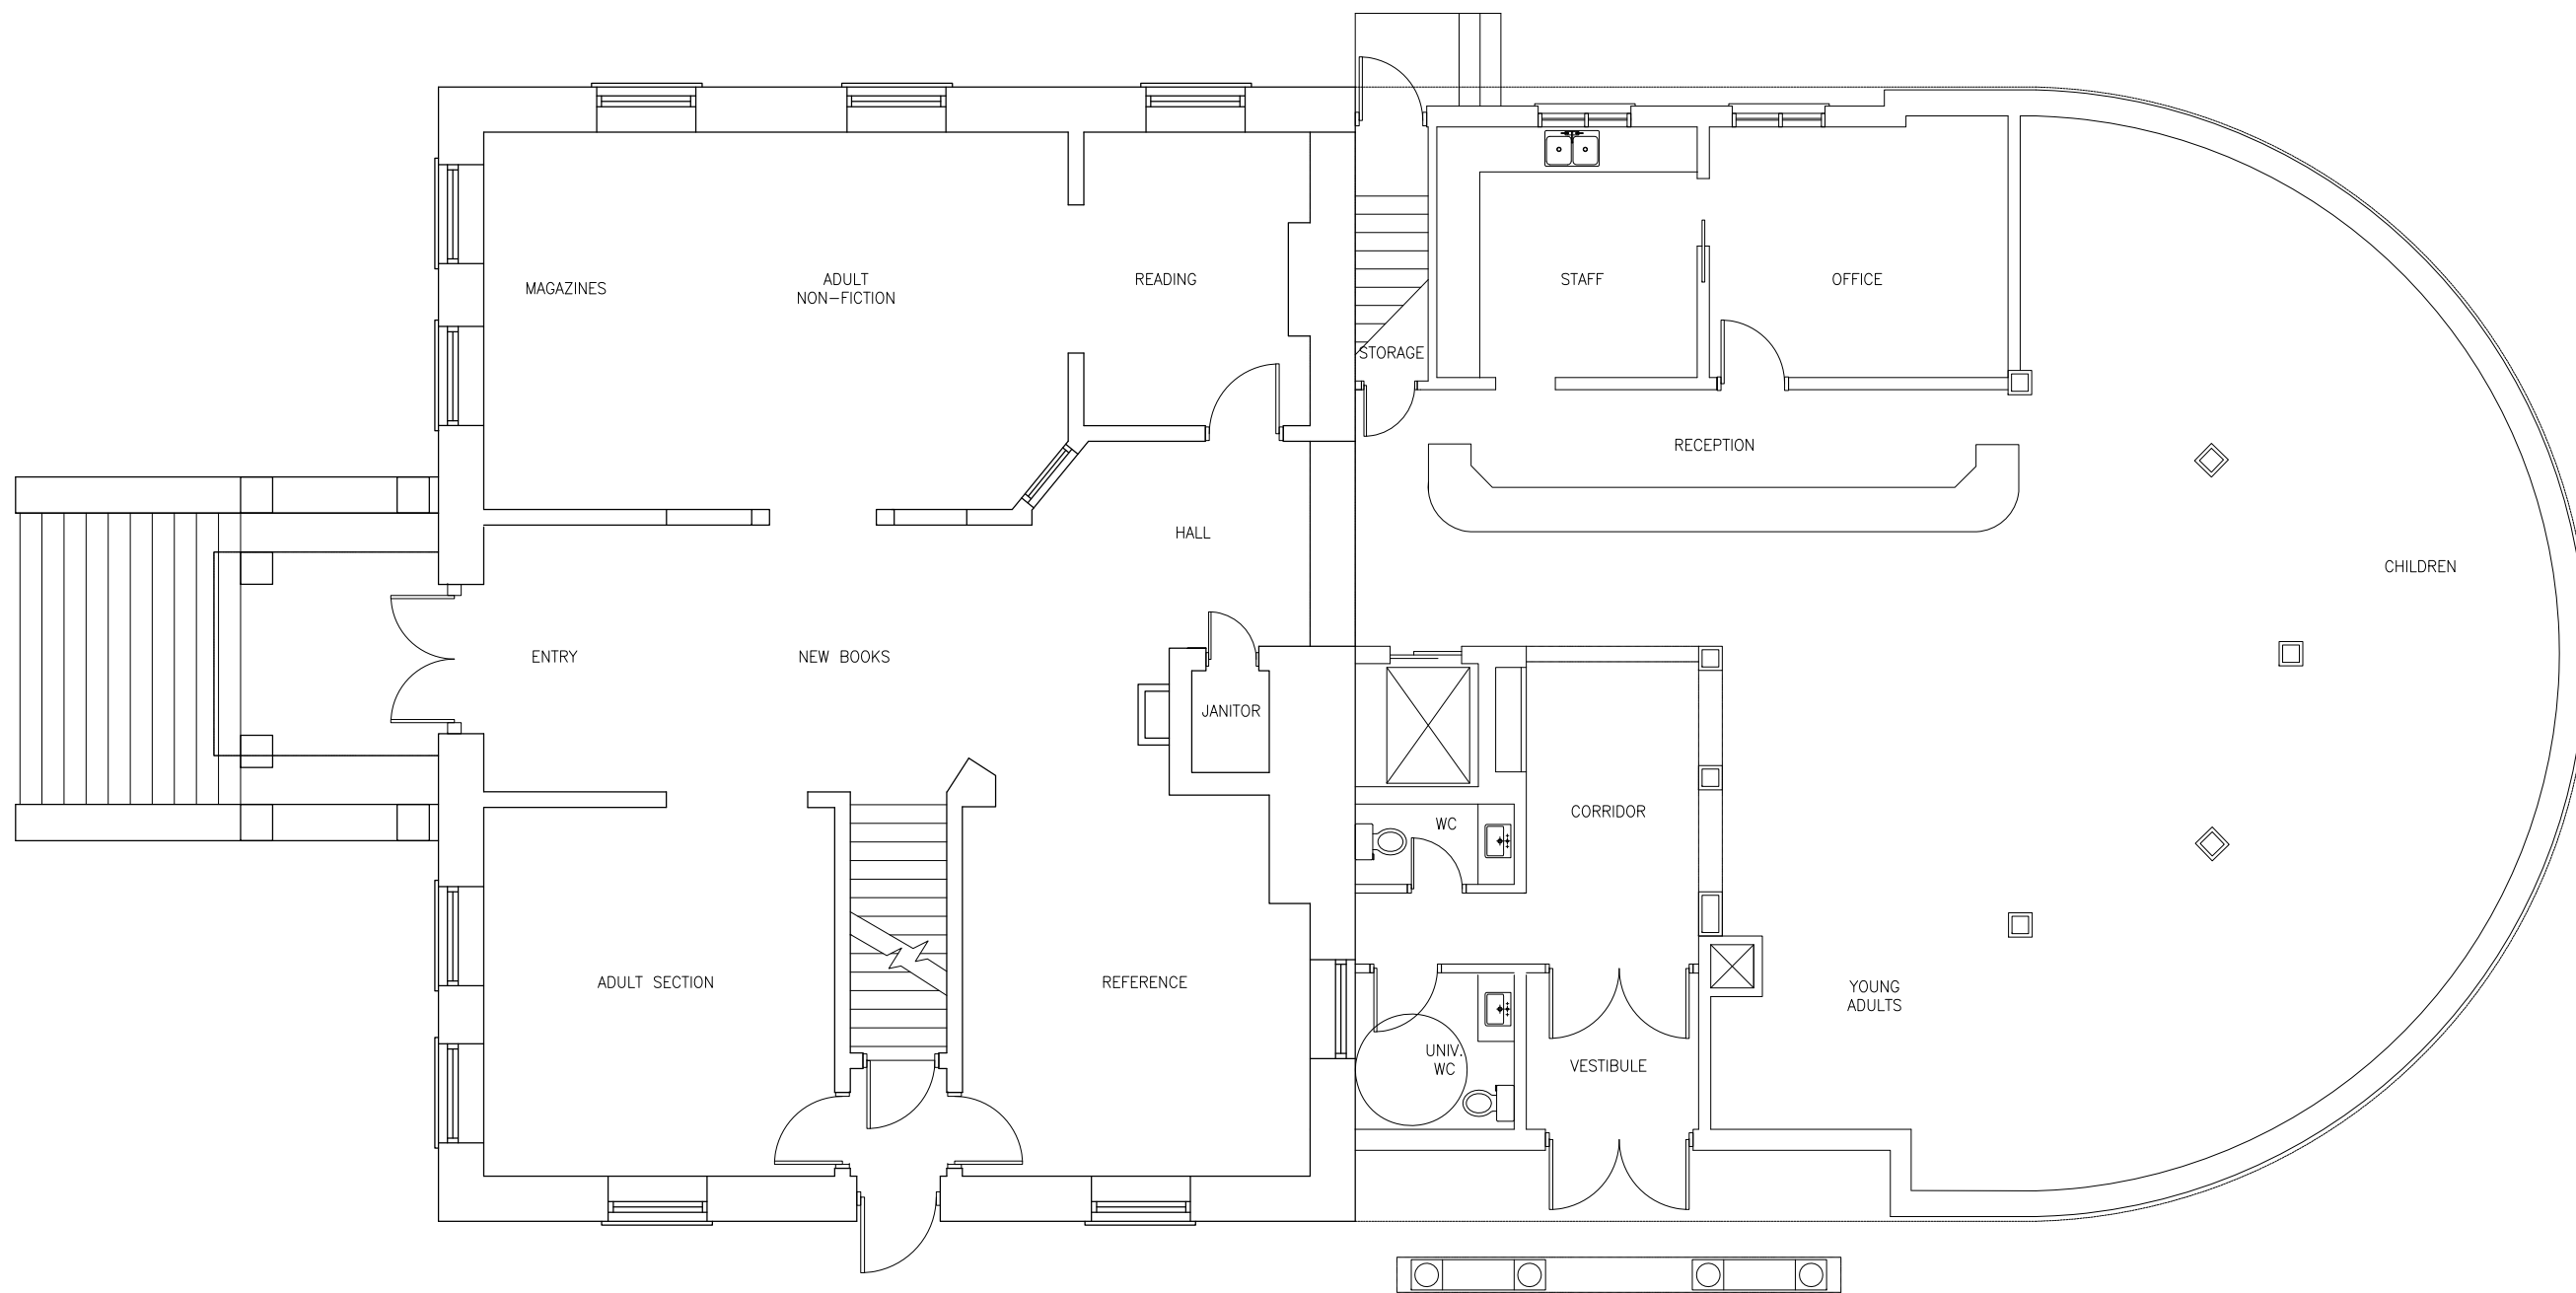 MAGAZINES
ADULT
NON-FICTION
READING
STORAGE
STAFF
OFFICE
RECEPTION
HALL
CHILDREN
ENTRY
NEW BOOKS
JANITOR
WC
CORRIDOR
ADULT SECTION
REFERENCE
YOUNG
ADULTS
UNIV.
WC
VESTIBULE